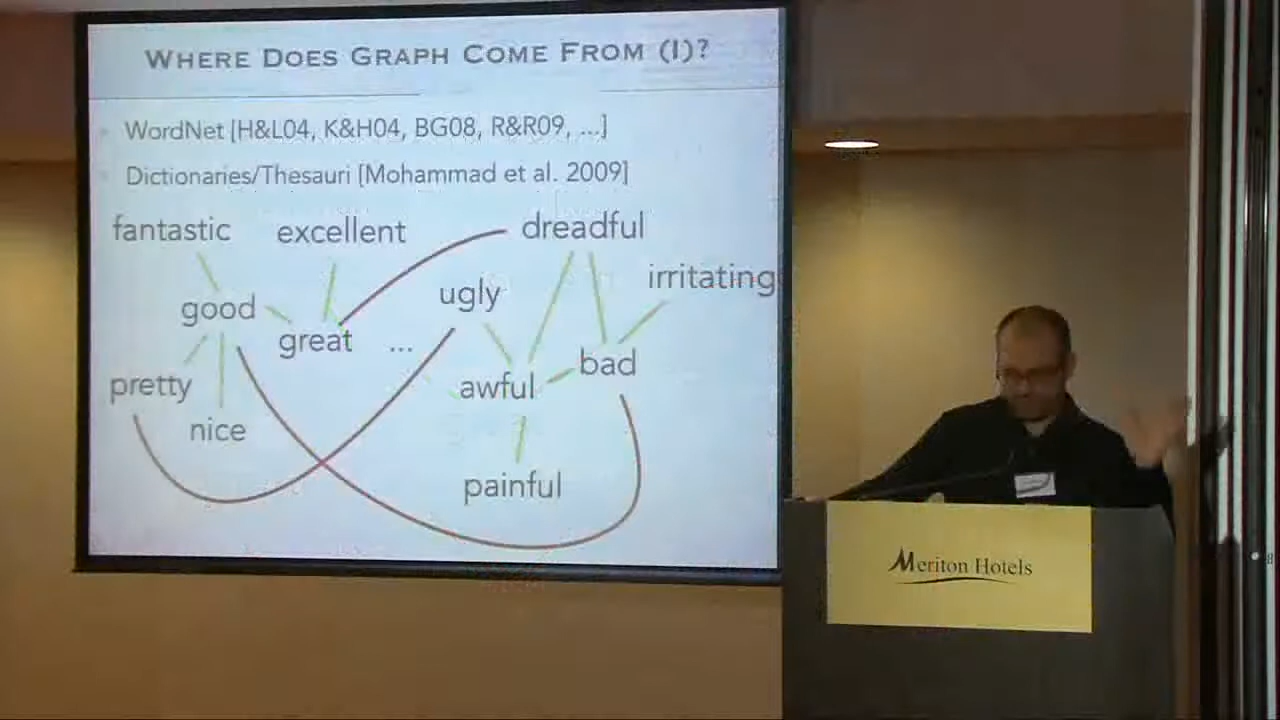 WHERE DOES GRAPH COME FROM (I)?
WordNet [H&L04, K&H04, BG08, R&R09, ...]
Dictionaries/Thesauri [Mohammad et al. 2009]
fantastic excellent dreadful
irritating
good ugly
great ... bad
pretty awful
nice
painful
Meriton Hotels